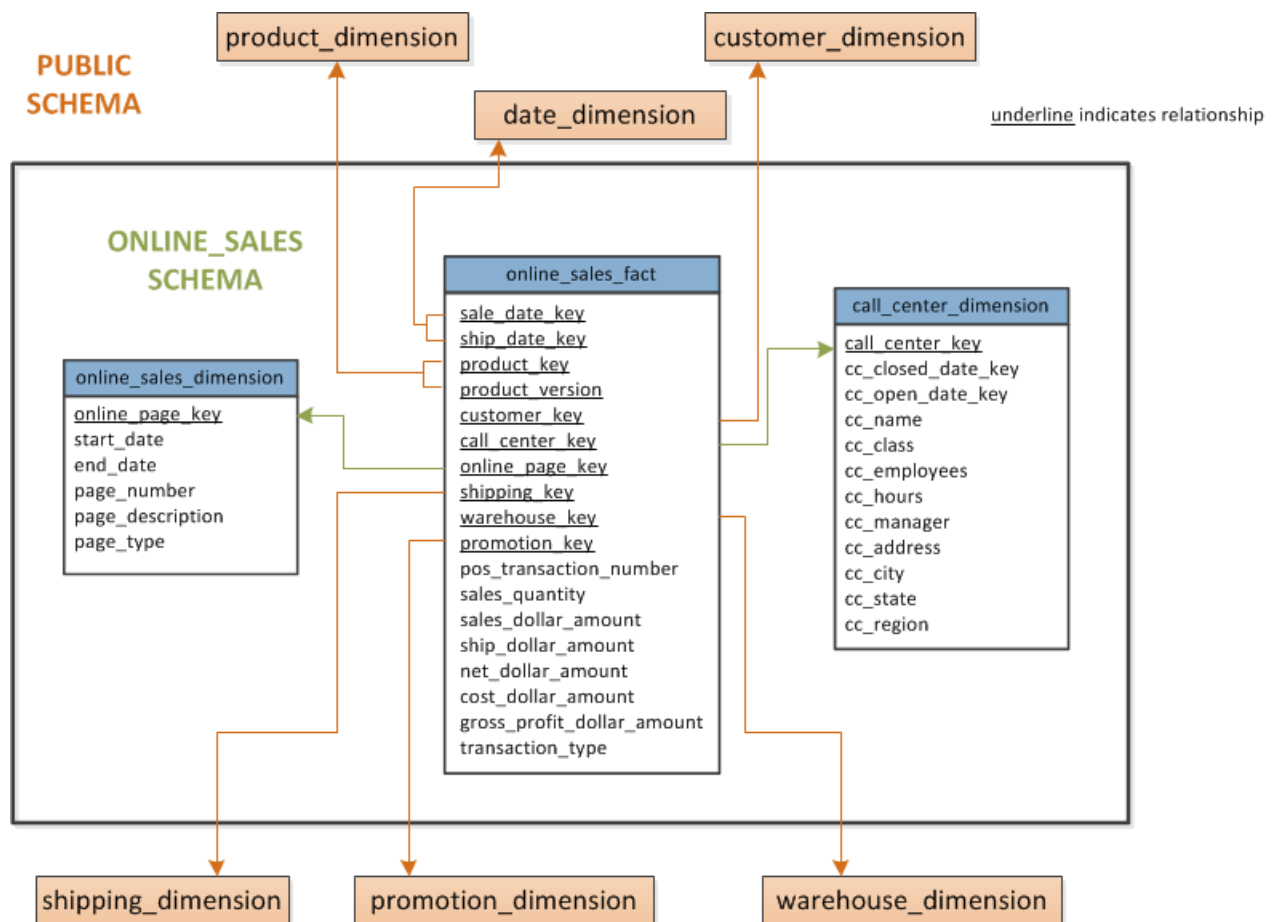 product_dimension
customer_dimension
PUBLIC
SCHEMA
date_dimension
underline indicates relationship
ONLINE_SALES
SCHEMA
online_sales_fact
sale_date_key
ship_date_key
product_key
product_version
customer_key
call_center_key
online_page_key
shipping_key
warehouse_key
promotion_key
pos_transaction_number
sales_quantity
sales_dollar_amount
ship_dollar_amount
net_dollar_amount
cost_dollar_amount
gross_profit_dollar_amount
transaction_type
call_center_dimension
call_center_key
cc_closed_date_key
cc_open_date_key
cc_name
cc_class
cc_employees
cc_hours
cc_manager
cc_address
cc_city
cc_state
cc_region
online_sales_dimension
online_page_key
start_date
end_date
page_number
page_description
page_type
shipping_dimension
promotion_dimension
warehouse_dimension